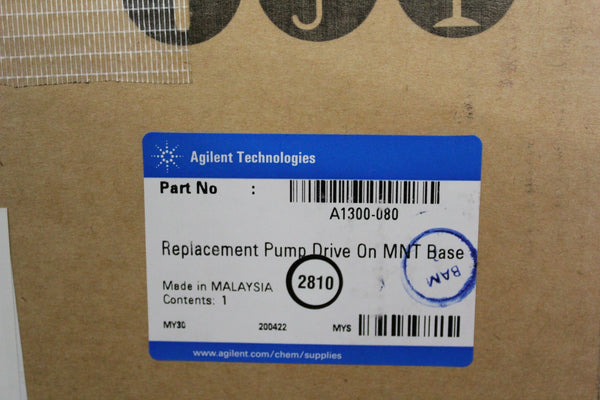 Agilent Technologies
Part No :
A1300-080
Replacement Pump Drive On MNT Base
BAM
Made in MALAYSIA
2810
Contents: 1
MY30 200422 MYS
www.agilent.com/chem/supplies